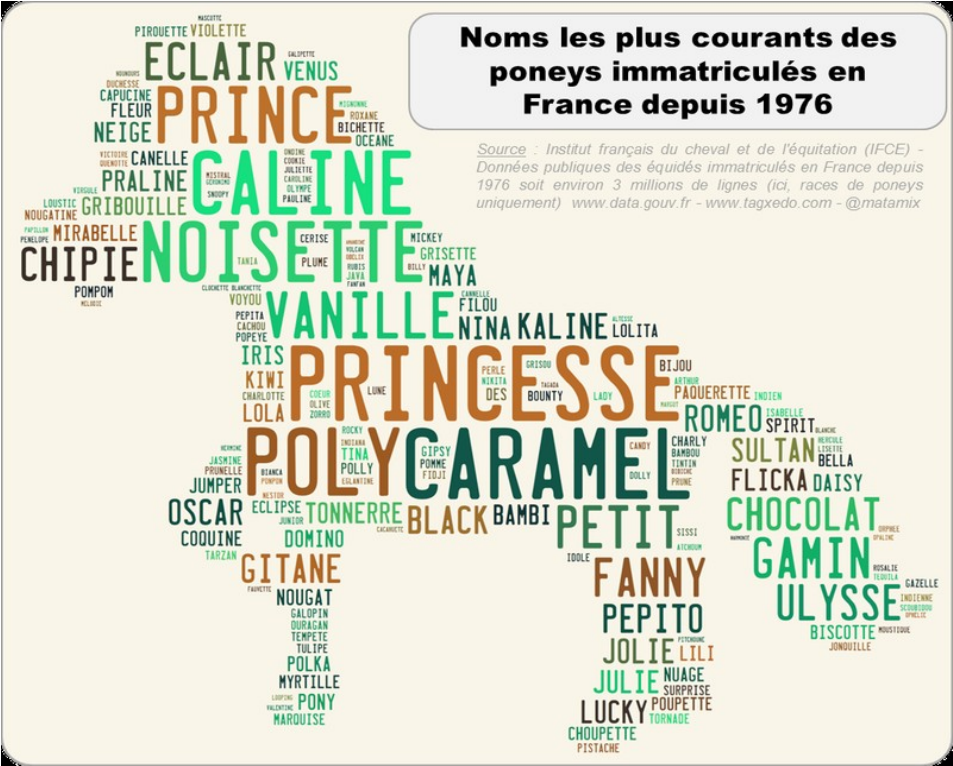 Noms les plus courants des
poneys immatriculés en
France depuis 1976
Source : Institut français du cheval et de l'équitation (IFCE) -
Données publiques des équidés immatriculés en France depuis
1976 soit environ 3 millions de lignes (ici, races de poneys
uniquement) www.data.gouv.fr - www.tagxedo.com - @matamix
MASCOTTE
PIROUETTE VIOLETTE
ECLAIR
GALIPETTE
VENUS
NOUNOURS
DUCHESSE
CAPUCINE
FLEUR
NEIGE
PRINCE
MIGNONNE
ROXANE
BICHETTE
OCEANE
VICTOIRE
QUENOTTE
CANELLE
PRALINE
MISTRAL
GERONIMO
SNOOPY
CALINE
ONDINE
COOKIE
JULIETTE
CAROLINE
OLYMPE
PAULINE
VIRGULE
LOUSTIC
NOUGATINE
GRIBOUILLE
PAPILLON
PENELOPE
MIRABELLE
CHIPIE
NOISETTE
TANIA
CERISE
PLUME
AMANDINE
VULCAN
OBELIX
RUBIS
JAVA
FANFAN
MICKEY
GRISETTE
BILLY
MAYA
POMPOM
MELODIE
CLOCHETTE BLANCHETTE
VOYOU
PEPITA
CACHOU
POPEYE
VANILLE
CANNELLE
FILOU
NINA
KALINE
ALTESSE
LOLITA
IRIS
KIWI
CHARLOTTE
LOLA
PRINCESSE
COEUR
OLIVE
ZORRO
LUNE
PERLE
NIKITA
DES
GRISOU
TAGADA
BOUNTY
LADY
BIJOU
ARTHUR
PAQUERETTE
INDIEN
MARGOT
ROMEO
ISABELLE
SPIRIT
BLANCHE
HERMINE
JASMINE
PRUNELLE
JUMPER
POLY
BIANCA
PONPON
ROCKY
INDIANA
TINA
POLLY
EGLANTINE
CARAMEL
GIPSY
POMME
FIDJI
CANDY
DOLLY
CHARLY
BAMBOU
TINTIN
BIBICHE
PRUNE
SULTAN
HERCULE
LISETTE
BELLA
FLICKA
DAISY
OSCAR
NESTOR
ECLIPSE
JUNIOR
TONNERRE
CACAHUETE
BLACK
BAMBI
PETIT
SISSI
ATCHOUM
CHOCOLAT
ORPHEE
OPALINE
HARMONIE
COQUINE
TARZAN
DOMINO
GITANE
FAUVETTE
IDOLE
FANNY
GAMIN
ROSALIE
TEQUILA
GAZELLE
ULYSSE
INDIENNE
SCOUBIDOU
OPHELIE
NOUGAT
GALOPIN
OURAGAN
TEMPETE
TULIPE
POLKA
MYRTILLE
PEPITO
PITCHOUNE
JOLIE
LILI
BISCOTTE
MOUSTIQUE
JONQUILLE
JULIE
NUAGE
SURPRISE
LOOPING
VALENTINE
PONY
MARQUISE
LUCKY
POUPETTE
TORNADE
CHOUPETTE
PISTACHE